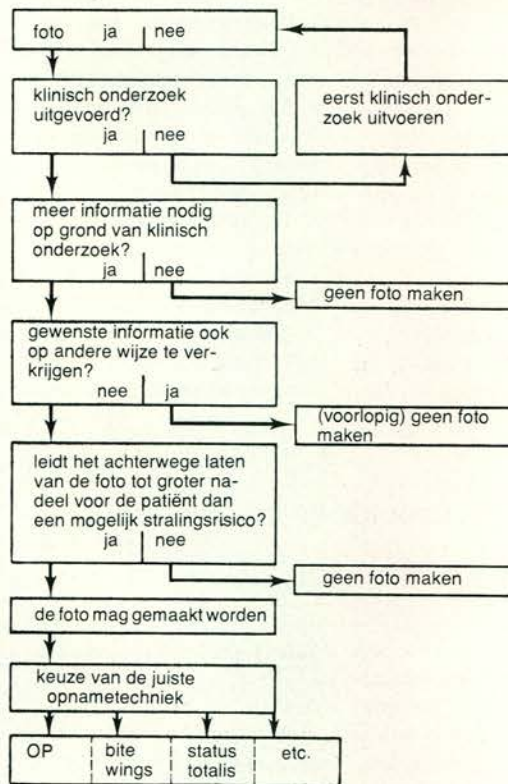 foto ja nee
klinisch onderzoek
uitgevoerd?
ja nee
eerst klinisch onder-
zoek uitvoeren
meer informatie nodig
op grond van klinisch
onderzoek?
ja nee
geen foto maken
gewenste informatie ook
op andere wijze te ver-
krijgen?
nee ja
(voorlopig) geen foto
maken
leidt het achterwege laten
van de foto tot groter na-
deel voor de patiënt dan
een mogelijk stralingsrisico?
ja nee
geen foto maken
de foto mag gemaakt worden
keuze van de juiste
opnametechniek
OP bite status etc.
wings totalis